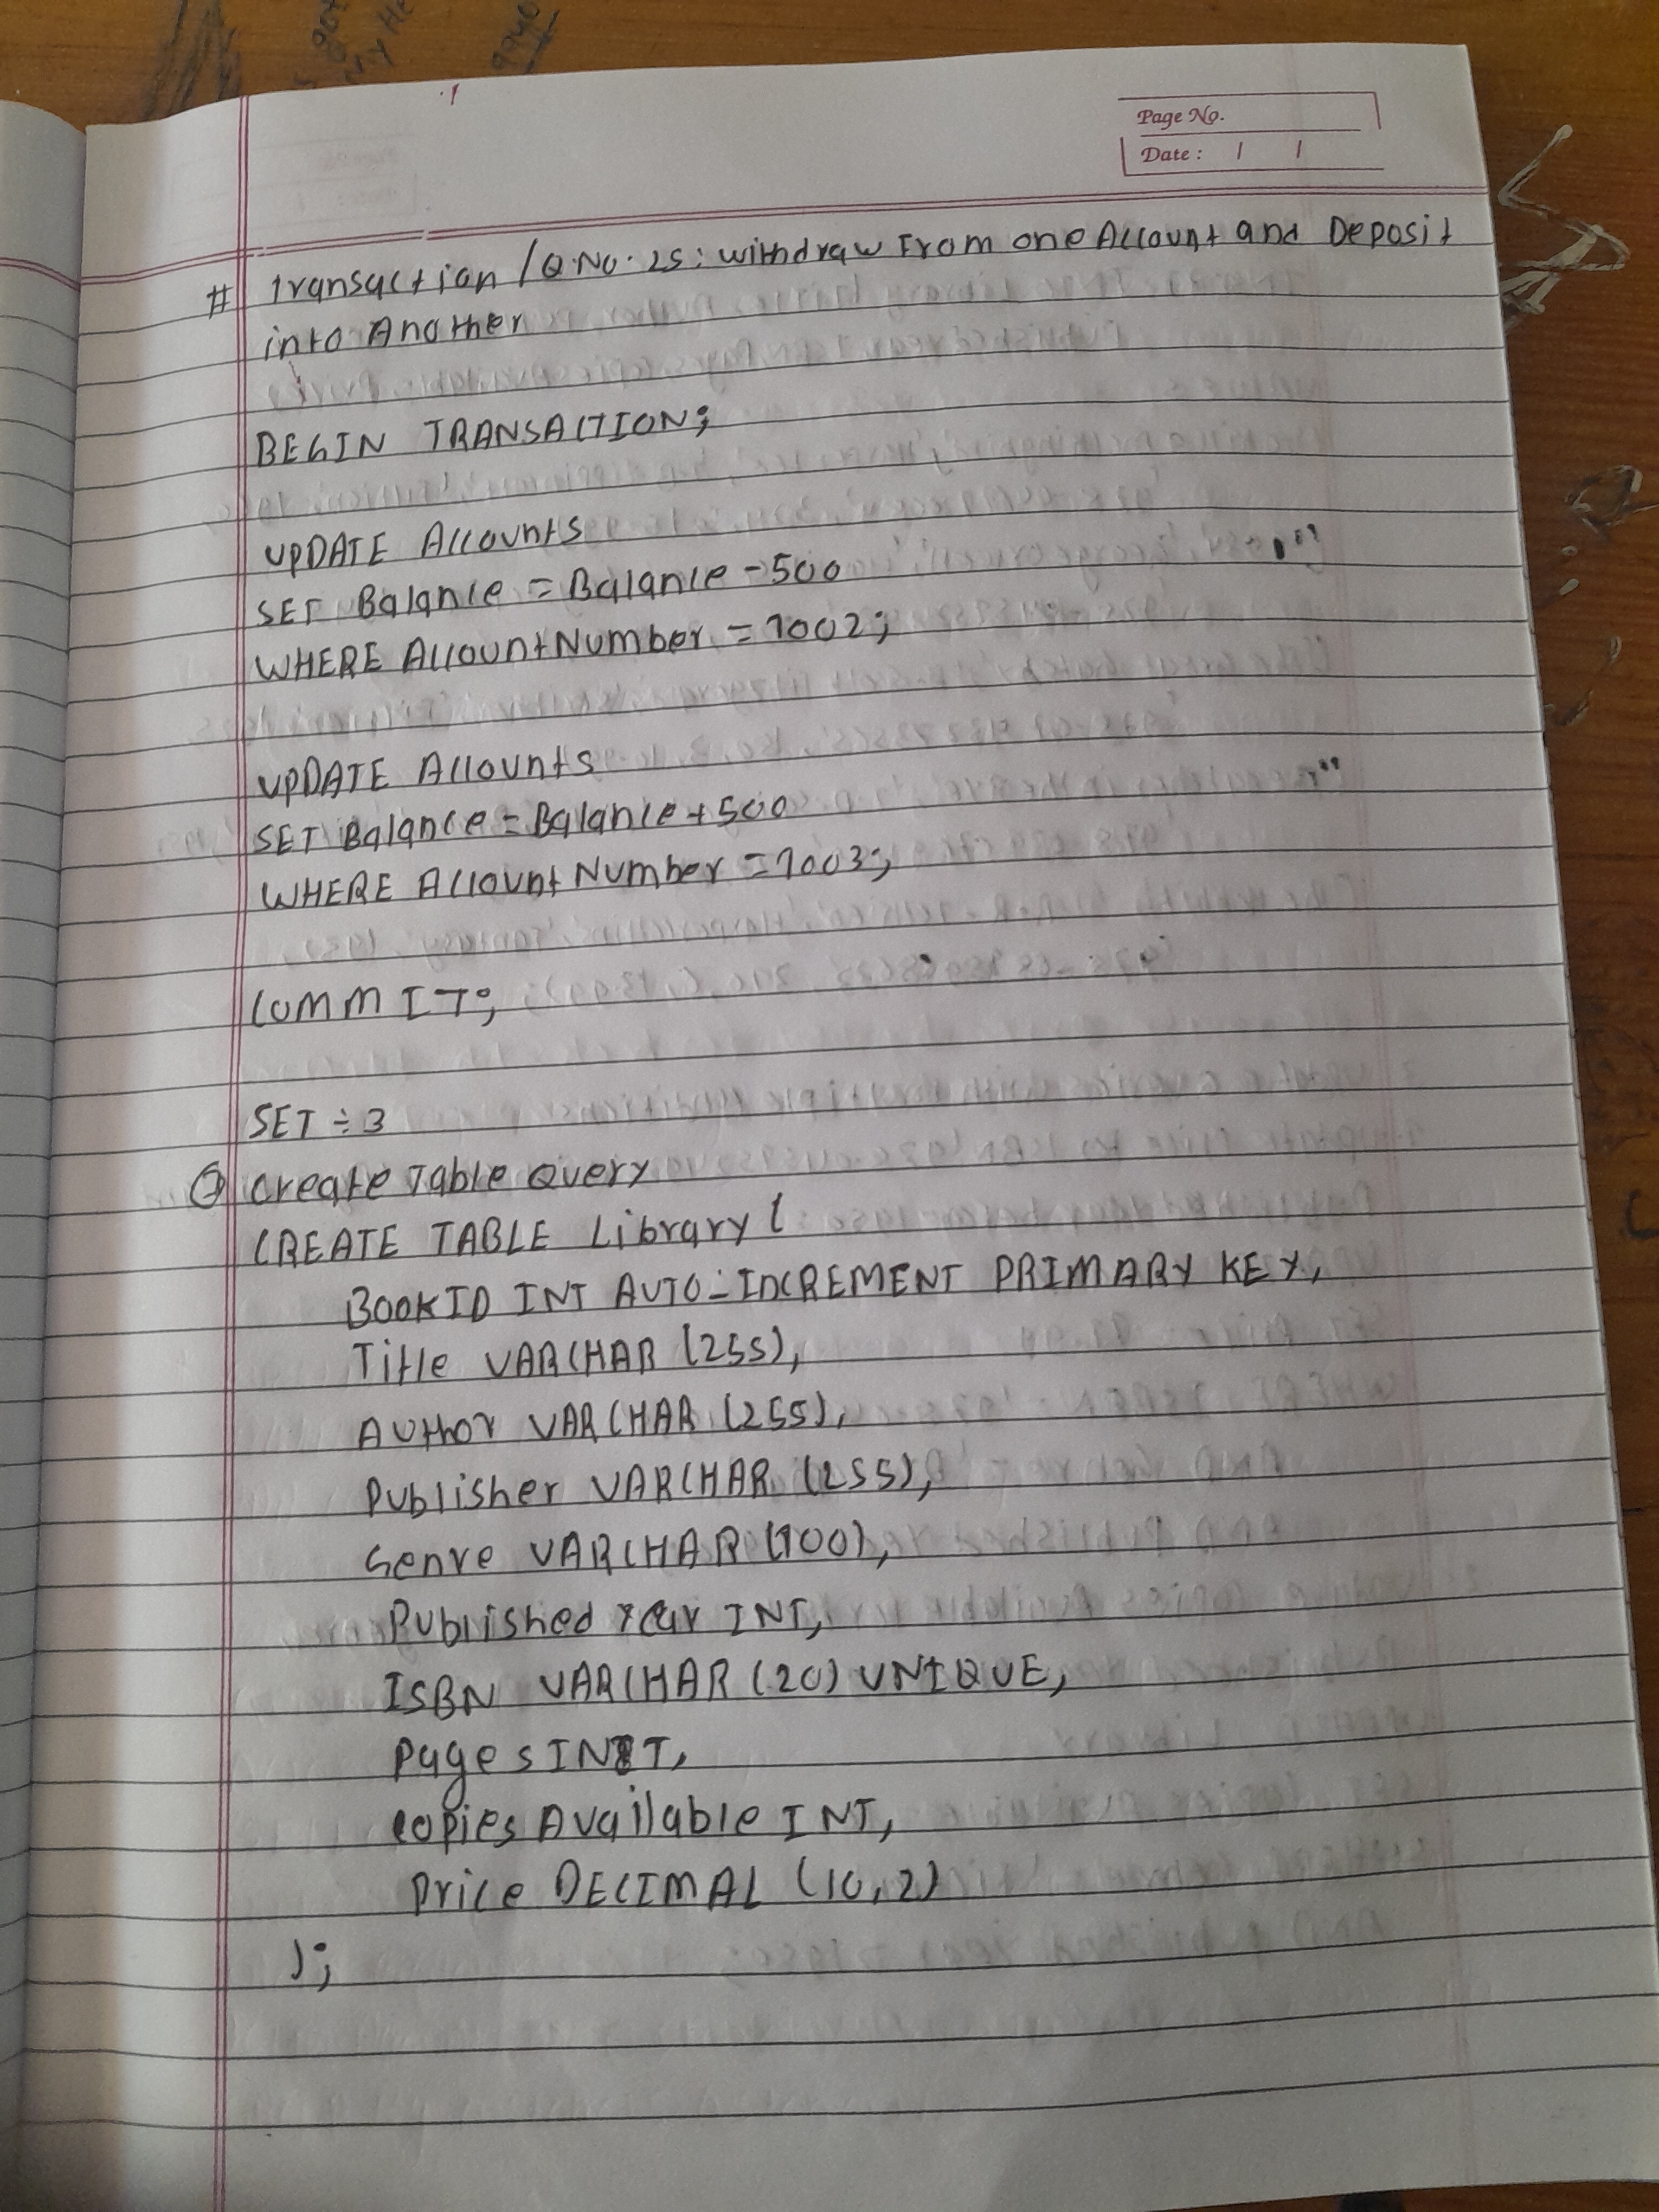 Page No.
Date : / /
# Transaction / Q.No. 25 : withdraw From one Account and Deposit
into Another
BEGIN TRANSACTION;
UPDATE Accounts
SET Balance = Balance - 500
WHERE AccountNumber = 1002;
UPDATE Accounts
SET Balance = Balance + 500
WHERE AccountNumber = 1003;
COMMIT;
SET ÷ 3
Q create Table Query
CREATE TABLE Library (
BOOKID INT AUTO_INCREMENT PRIMARY KEY,
Title VARCHAR (255),
Author VARCHAR (255),
Publisher VARCHAR (255),
Genre VARCHAR (100),
Published Year INT,
ISBN VARCHAR (20) UNIQUE,
Pages INT,
copies Available INT,
Price DECIMAL (10,2)
);